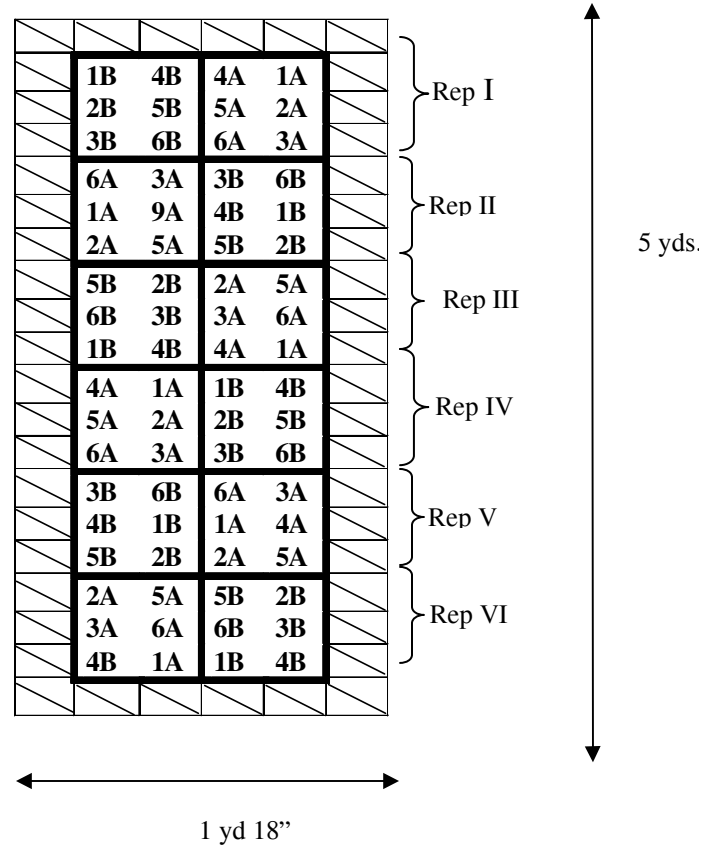 1B 4B 4A 1A
2B 5B 5A 2A
3B 6B 6A 3A
Rep I
6A 3A 3B 6B
1A 9A 4B 1B
2A 5A 5B 2B
Rep II
5 yds.
5B 2B 2A 5A
6B 3B 3A 6A
1B 4B 4A 1A
Rep III
4A 1A 1B 4B
5A 2A 2B 5B
6A 3A 3B 6B
Rep IV
3B 6B 6A 3A
4B 1B 1A 4A
5B 2B 2A 5A
Rep V
2A 5A 5B 2B
3A 6A 6B 3B
4B 1A 1B 4B
Rep VI
1 yd 18”